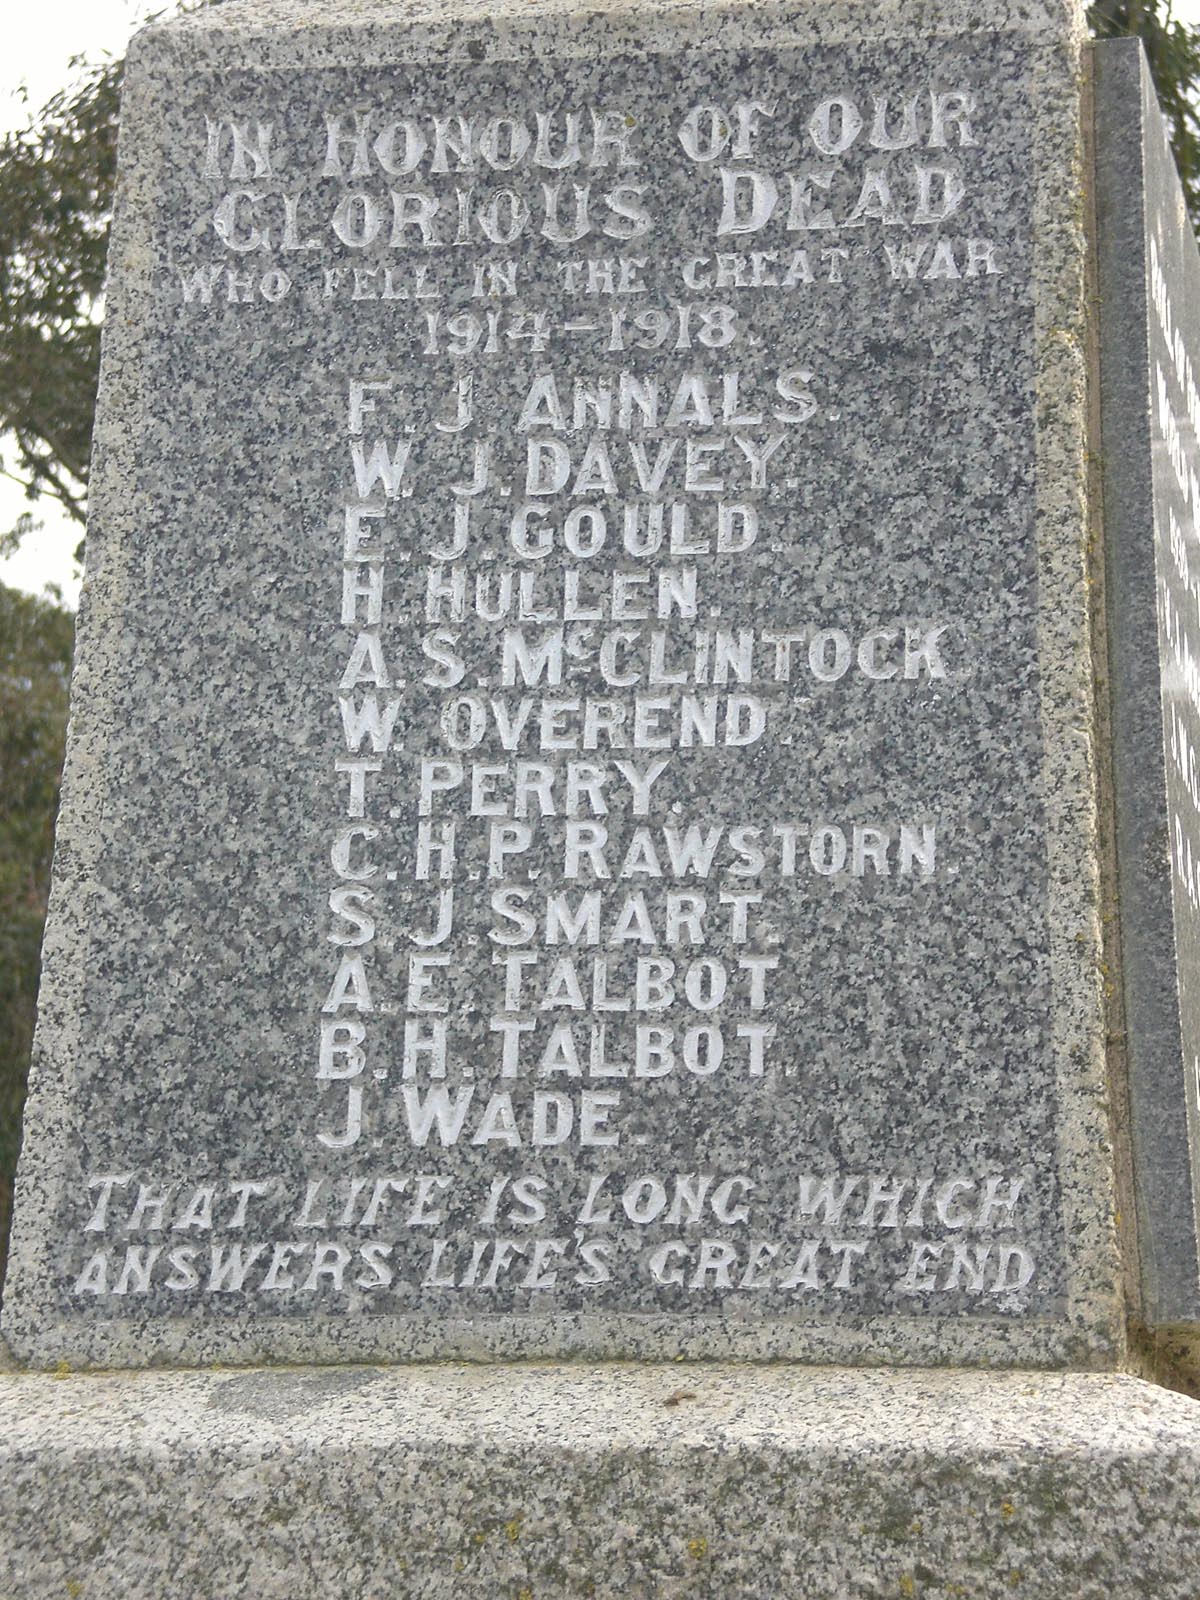 IN HONOUR OF OUR
GLORIOUS DEAD
WHO FELL IN THE GREAT WAR
1914-1918.
F. J. ANNALS.
W. J. DAVEY.
E. J. GOULD.
H. HULLEN.
A. S. McCLINTOCK
W. OVEREND.
T. PERRY.
C. H. P. RAWSTORN.
S. J. SMART.
A. E. TALBOT
B. H. TALBOT.
J. WADE.
THAT LIFE IS LONG WHICH
ANSWERS LIFE'S GREAT END